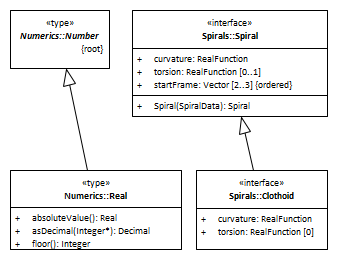 «type»
Numerics::Number
{root}
«interface»
Spirals::Spiral
+ curvature: RealFunction
+ torsion: RealFunction [0..1]
+ startFrame: Vector [2..3] {ordered}
+ Spiral(SpiralData): Spiral
«type»
Numerics::Real
+ absoluteValue(): Real
+ asDecimal(Integer*): Decimal
+ floor(): Integer
«interface»
Spirals::Clothoid
+ curvature: RealFunction
+ torsion: RealFunction [0]